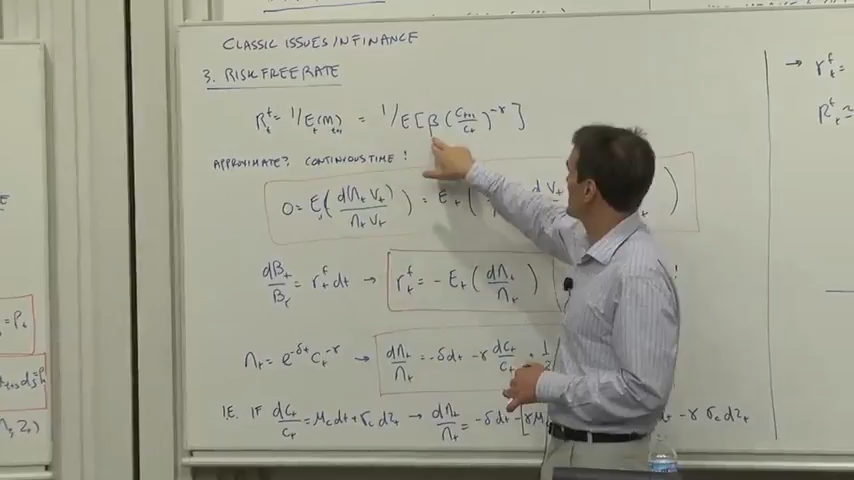 CLASSIC ISSUES IN FINANCE
3. RISK FREE RATE
R_t^f = 1/E_t(m_{t+1}) = 1/E[β(c_{t+1}/c_t)^{-γ}]
APPROXIMATE? CONTINUOUS TIME!
0 = E_t(d(Λ_t V_t)/Λ_t V_t) = E_t(
dB_t/B_t = r_t^f dt → r_t^f = -E_t(dΛ_t/Λ_t)
Λ_t = e^{-δt} c_t^{-γ} → dΛ_t/Λ_t = -δdt - γ dc_t/c_t + 1/2
I.E. IF dc_t/c_t = μ_c dt + σ_c dz_t → dΛ_t/Λ_t = -δdt - [γμ
dt - γ σ_c dz_t
→ r_t^f =
R_t^f ≈
= P_t